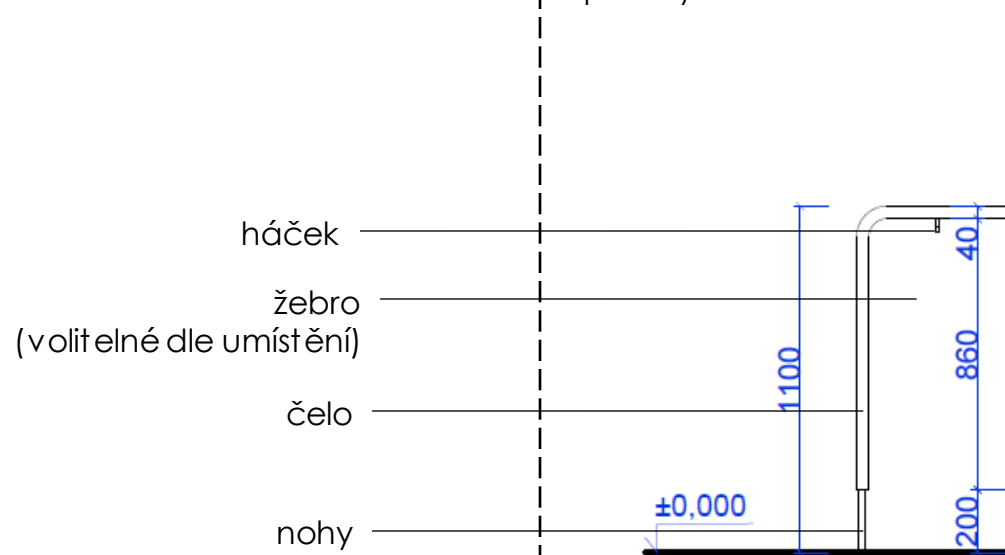 háček
žebro
(volitelné dle umístění)
čelo
nohy
1100
40
860
200
±0,000